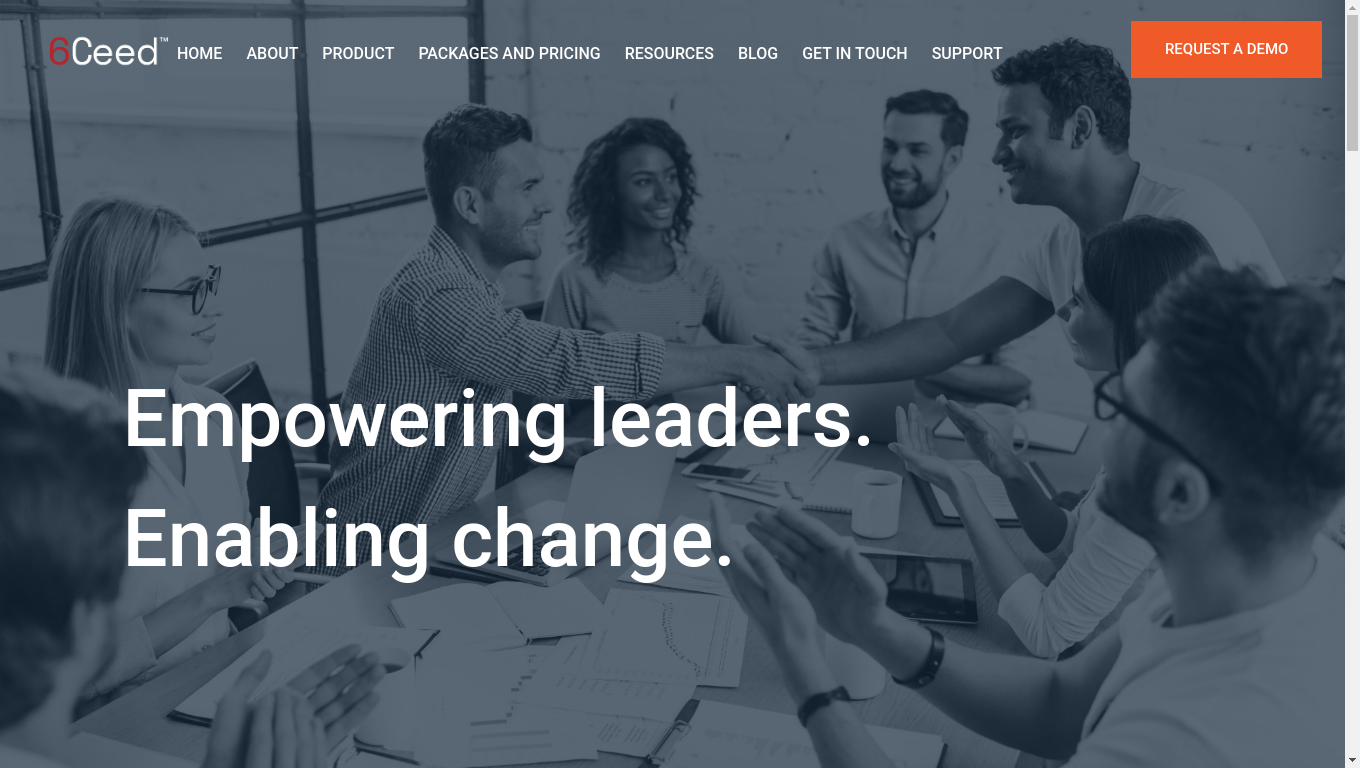 6Ceed™
HOME ABOUT PRODUCT PACKAGES AND PRICING RESOURCES BLOG GET IN TOUCH SUPPORT
REQUEST A DEMO
Empowering leaders.
Enabling change.